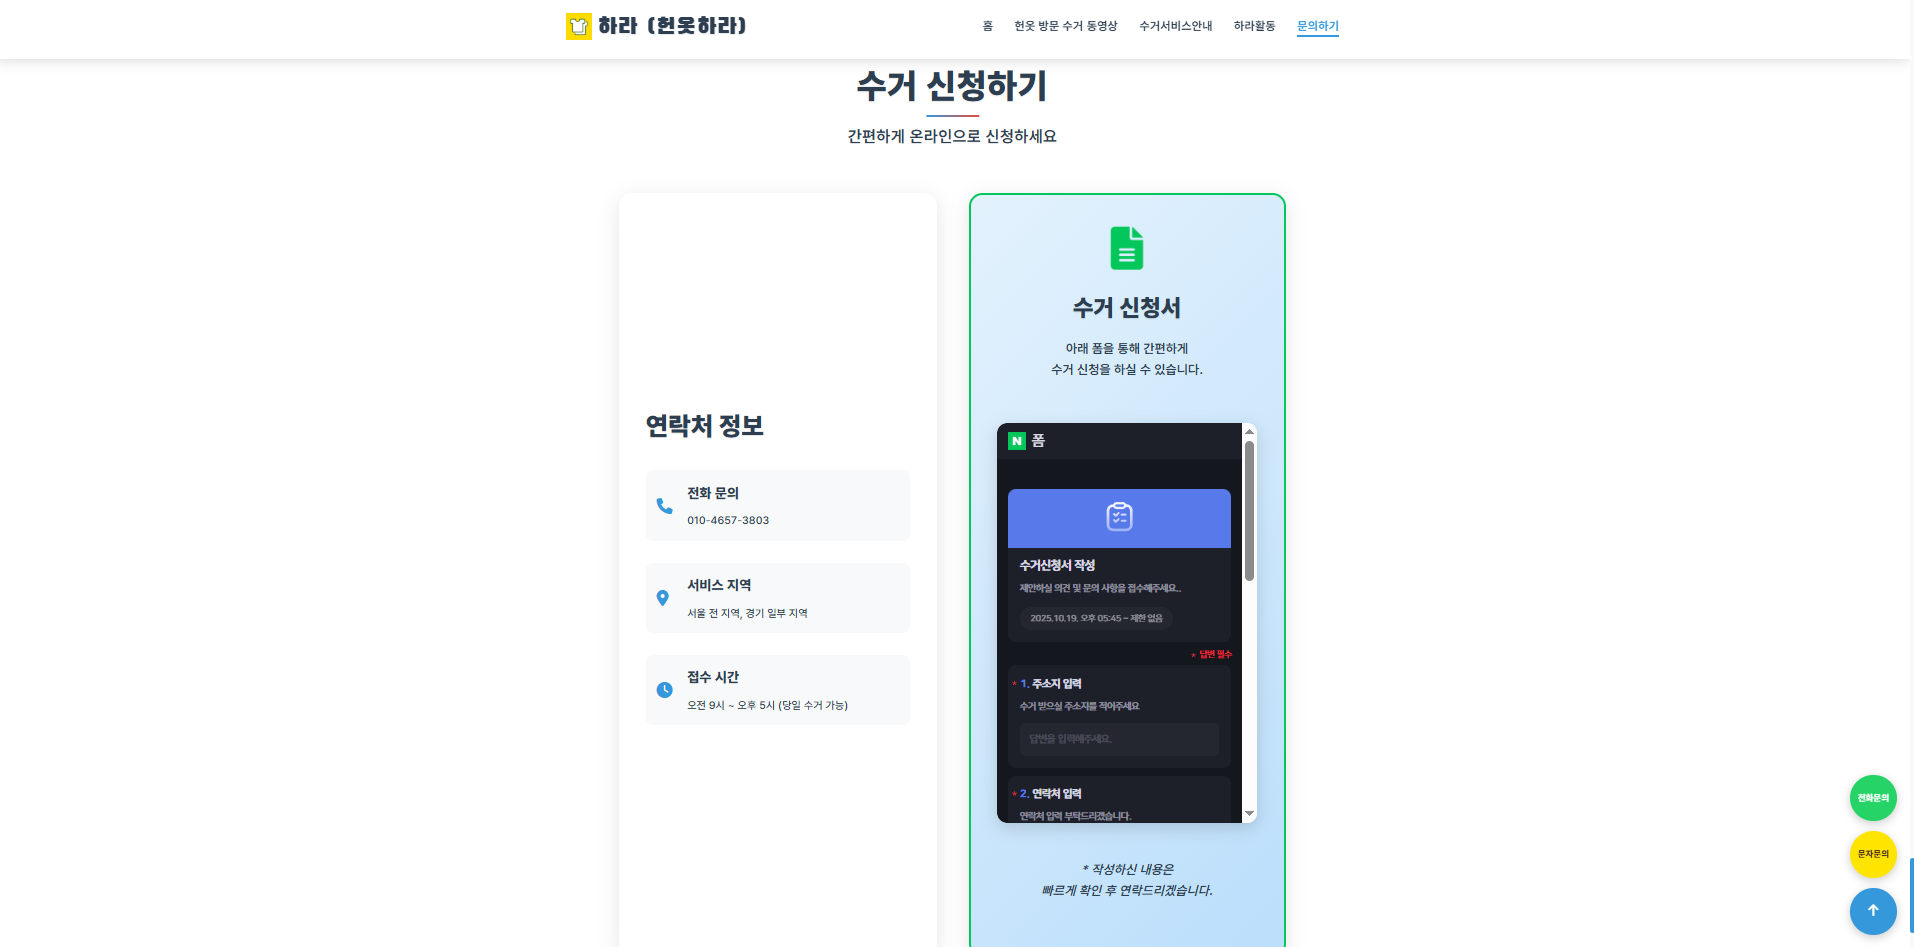 하라 (헌옷하라)
홈
헌옷 방문 수거 동영상
수거서비스안내
하라활동
문의하기
수거 신청하기
간편하게 온라인으로 신청하세요
연락처 정보
전화 문의
010-4657-3803
서비스 지역
서울 전 지역, 경기 일부 지역
접수 시간
오전 9시 ~ 오후 5시 (당일 수거 가능)
수거 신청서
아래 폼을 통해 간편하게
수거 신청을 하실 수 있습니다.
N 폼
수거신청서 작성
제안하실 의견 및 문의 사항을 접수해주세요..
2025.10.19. 오후 05:45 ~ 제한 없음
* 답변 필수
* 1. 주소지 입력
수거 받으실 주소지를 적어주세요
답변을 입력해주세요.
* 2. 연락처 입력
연락처 입력 부탁드리겠습니다.
* 작성하신 내용은
빠르게 확인 후 연락드리겠습니다.
전화문의
문자문의